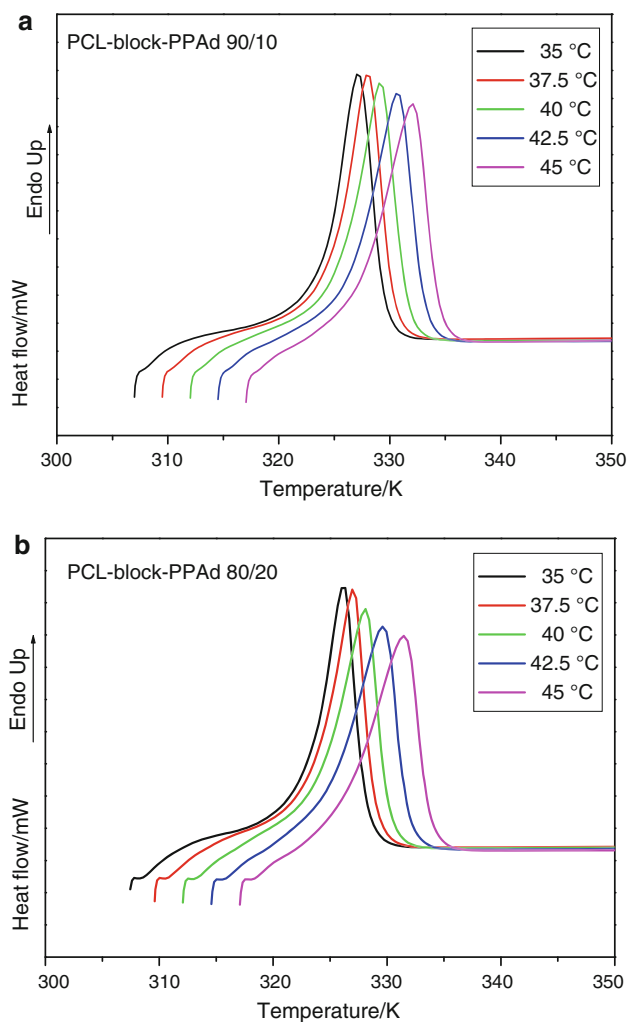 a
PCL-block-PPAd 90/10
35 °C
37.5 °C
40 °C
42.5 °C
45 °C
Endo Up
Heat flow/mW
300 310 320 330 340 350
Temperature/K
b
PCL-block-PPAd 80/20
35 °C
37.5 °C
40 °C
42.5 °C
45 °C
Endo Up
Heat flow/mW
300 310 320 330 340 350
Temperature/K